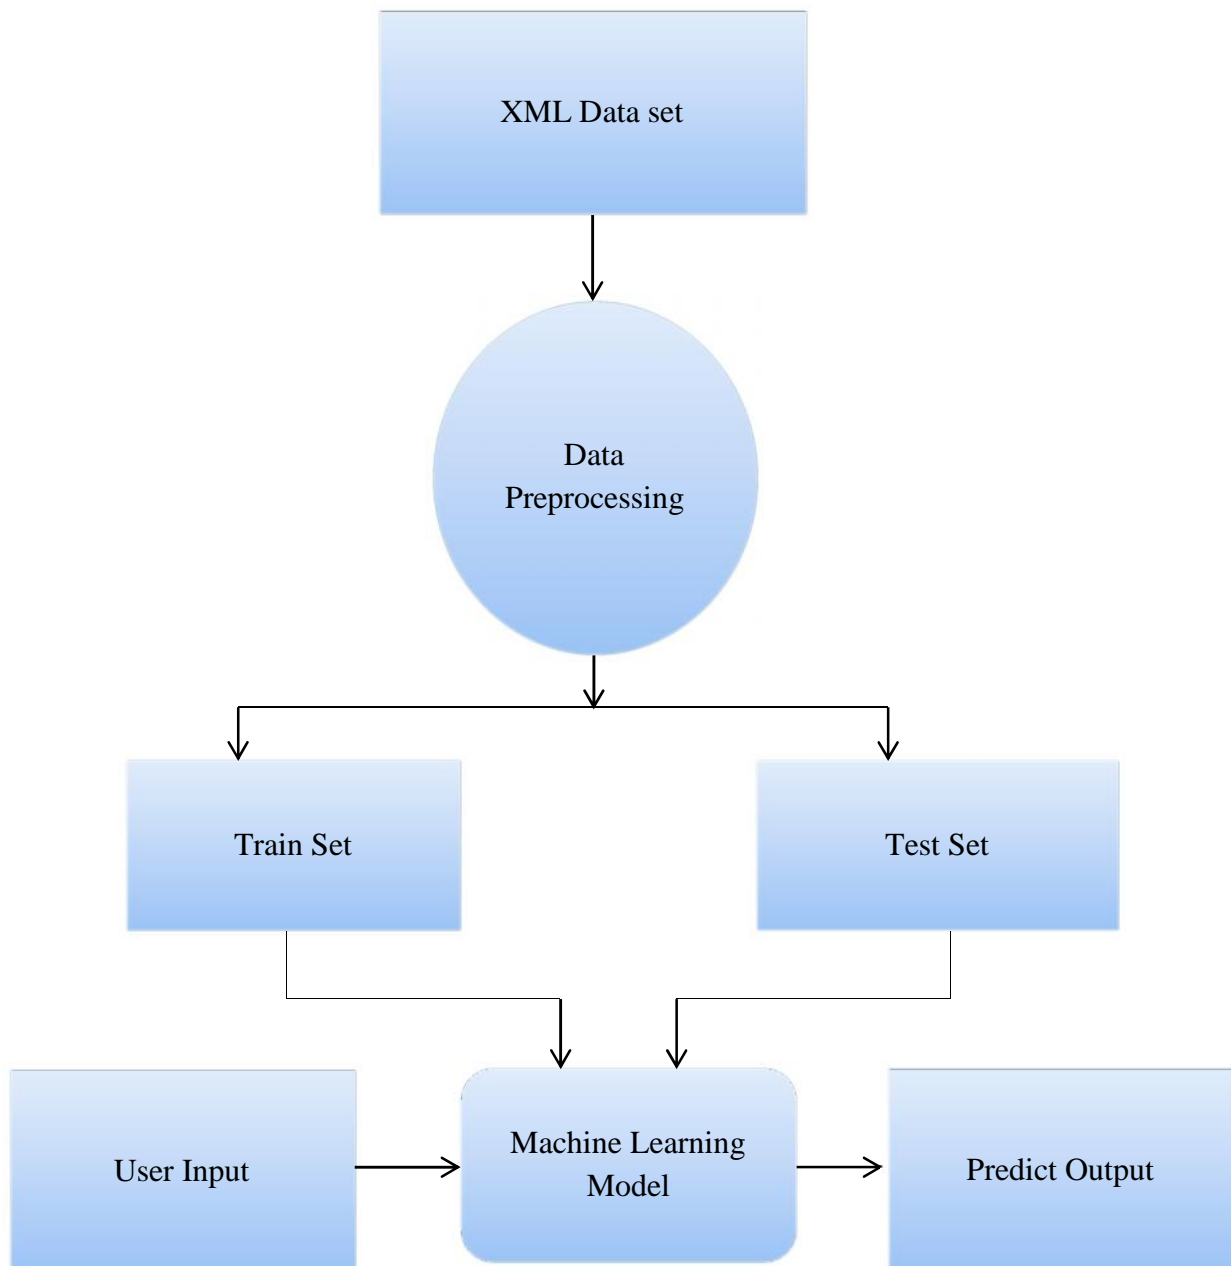 XML Data set
Data
Preprocessing
Train Set
Test Set
User Input
Machine Learning
Model
Predict Output